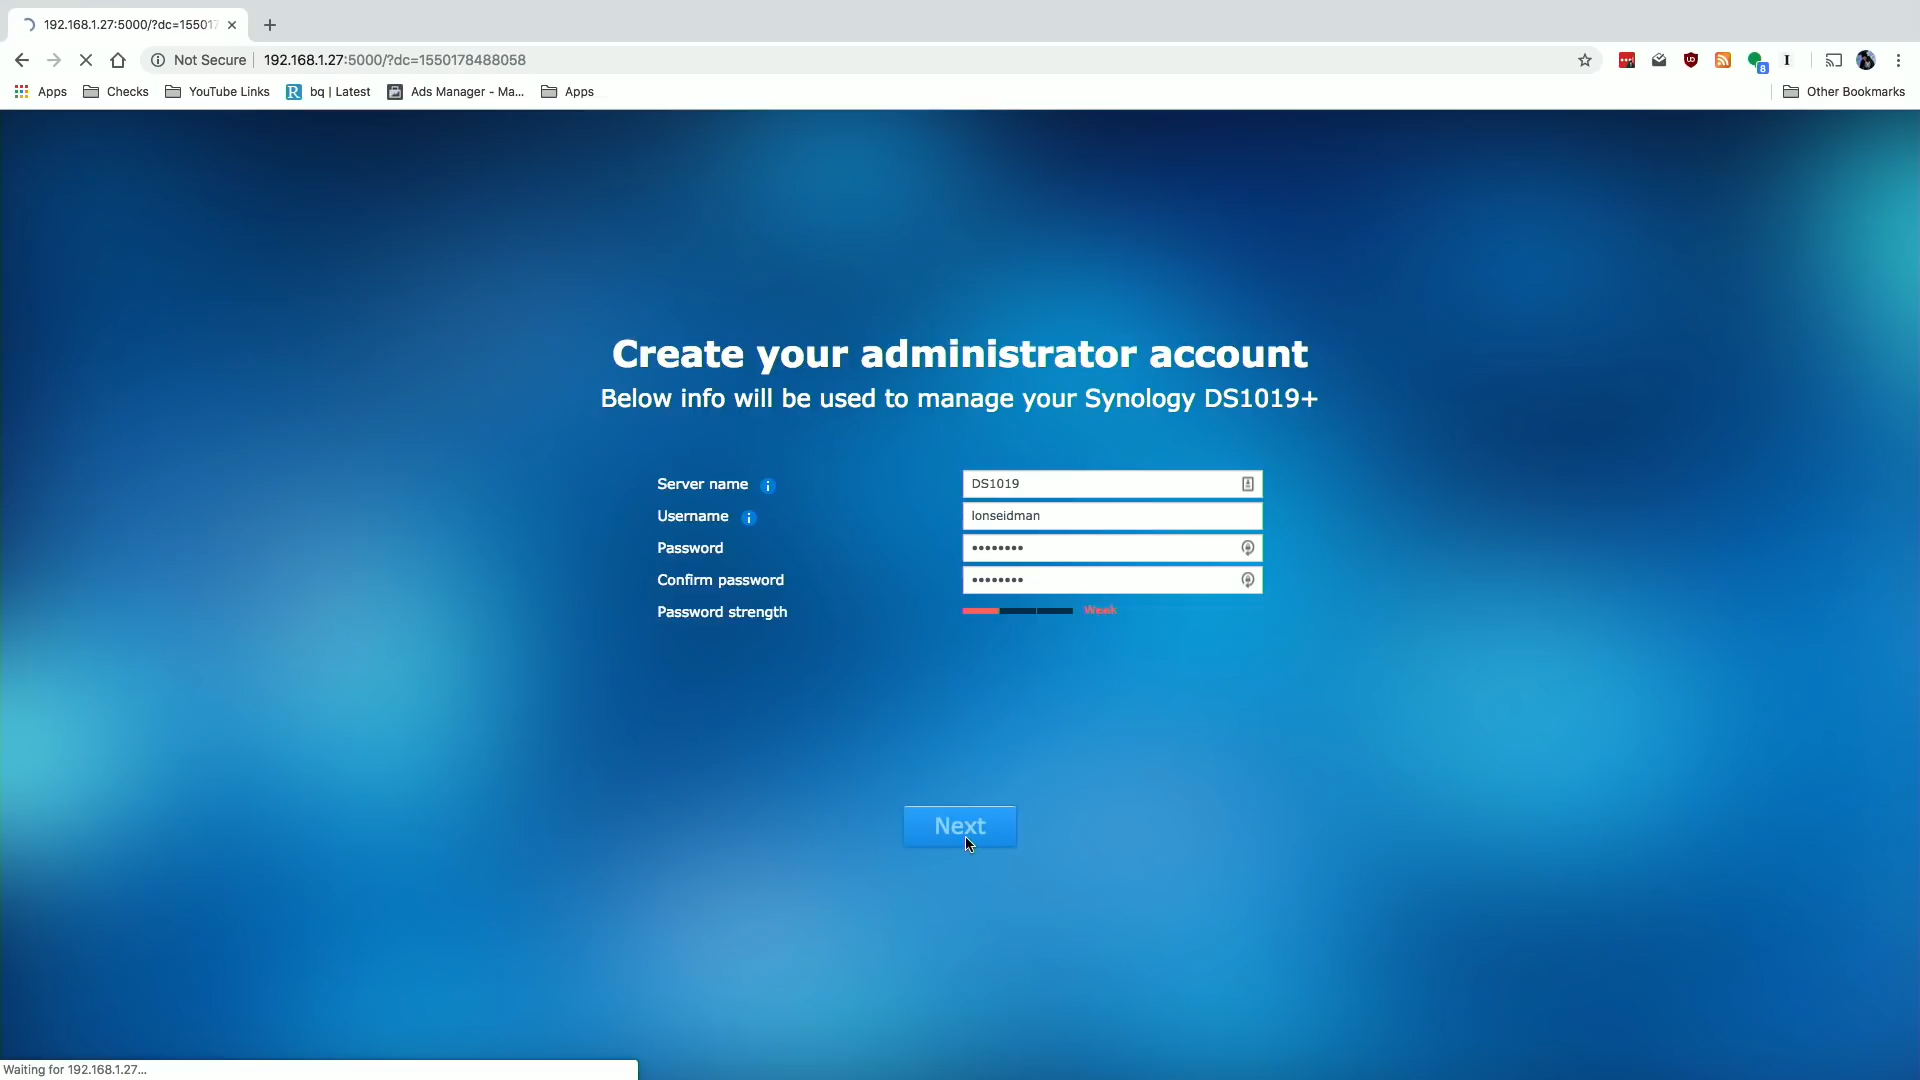 192.168.1.27:5000/?dc=15501
Not Secure 192.168.1.27:5000/?dc=1550178488058
8
Apps Checks YouTube Links R bq | Latest Ads Manager - Ma... Apps Other Bookmarks
Create your administrator account
Below info will be used to manage your Synology DS1019+
Server name i DS1019
Username i lonseidman
Password ••••••••
Confirm password ••••••••
Password strength Weak
Next
Waiting for 192.168.1.27...